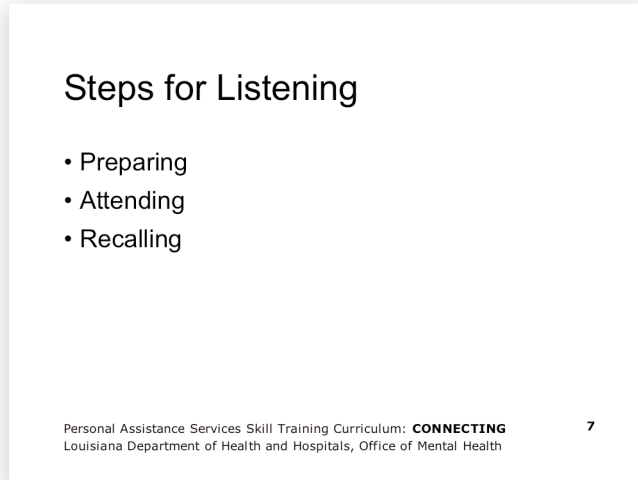 Steps for Listening
• Preparing
• Attending
• Recalling
Personal Assistance Services Skill Training Curriculum: CONNECTING
Louisiana Department of Health and Hospitals, Office of Mental Health
7